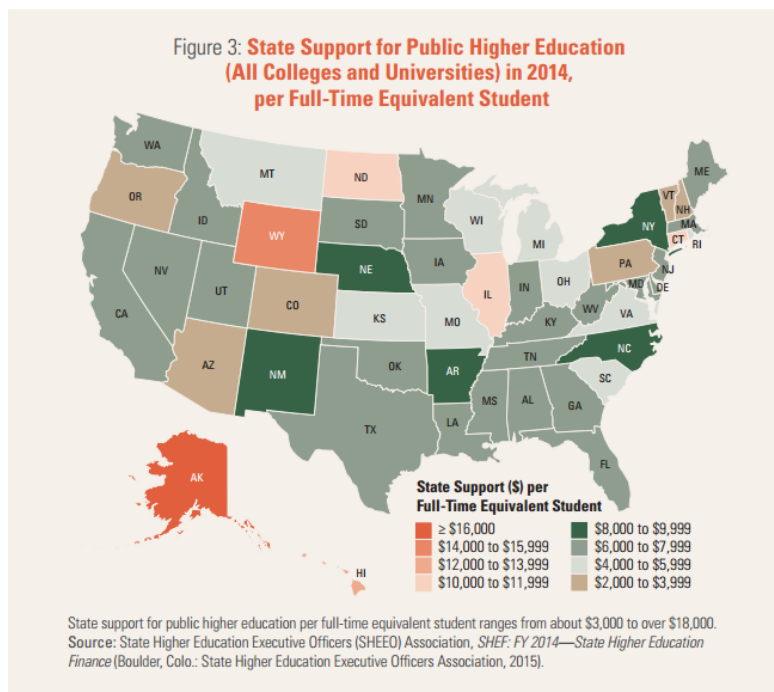 Figure 3: State Support for Public Higher Education
(All Colleges and Universities) in 2014,
per Full-Time Equivalent Student
WA
MT
ND
MN
ME
OR
ID
WY
SD
WI
MI
VT
NH
NY
MA
CT
RI
NV
UT
CO
NE
IA
IL
IN
OH
PA
NJ
MD
DE
CA
KS
MO
KY
WV
VA
AZ
NM
OK
AR
TN
NC
SC
TX
LA
MS
AL
GA
FL
AK
HI
State Support ($) per
Full-Time Equivalent Student
≥ $16,000
$14,000 to $15,999
$12,000 to $13,999
$10,000 to $11,999
$8,000 to $9,999
$6,000 to $7,999
$4,000 to $5,999
$2,000 to $3,999
State support for public higher education per full-time equivalent student ranges from about $3,000 to over $18,000.
Source: State Higher Education Executive Officers (SHEEO) Association, SHEF: FY 2014—State Higher Education
Finance (Boulder, Colo.: State Higher Education Executive Officers Association, 2015).